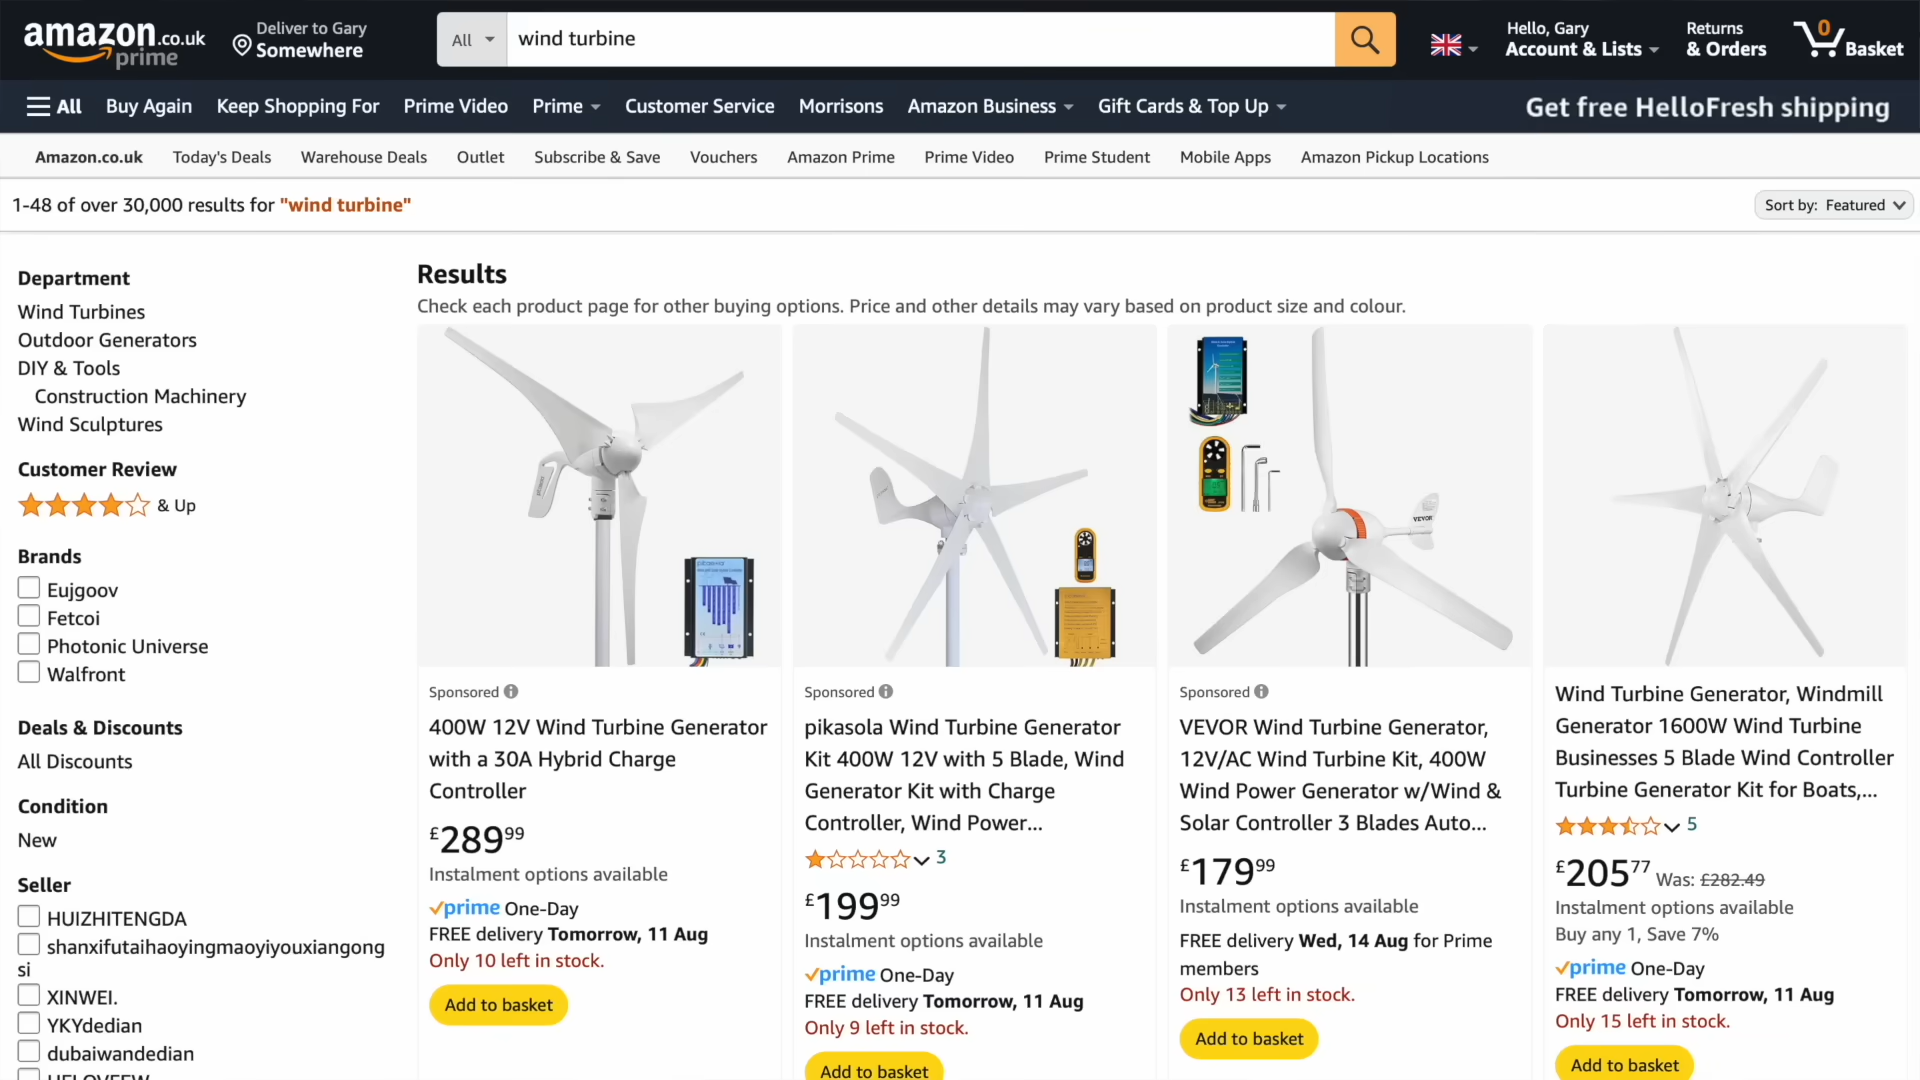 amazon.co.uk
prime
Deliver to Gary
Somewhere
All
wind turbine
Hello, Gary
Account & Lists
Returns
& Orders
0
Basket
All
Buy Again
Keep Shopping For
Prime Video
Prime
Customer Service
Morrisons
Amazon Business
Gift Cards & Top Up
Get free HelloFresh shipping
Amazon.co.uk
Today's Deals
Warehouse Deals
Outlet
Subscribe & Save
Vouchers
Amazon Prime
Prime Video
Prime Student
Mobile Apps
Amazon Pickup Locations
1-48 of over 30,000 results for "wind turbine"
Sort by: Featured
Department
Wind Turbines
Outdoor Generators
DIY & Tools
Construction Machinery
Wind Sculptures
Customer Review
& Up
Brands
Eujgoov
Fetcoi
Photonic Universe
Walfront
Deals & Discounts
All Discounts
Condition
New
Seller
HUIZHITENGDA
shanxifutaihaoyingmaoyiyouxiangong
si
XINWEI.
YKYdedian
dubaiwandedian
Results
Check each product page for other buying options. Price and other details may vary based on product size and colour.
Sponsored
400W 12V Wind Turbine Generator
with a 30A Hybrid Charge
Controller
£289.99
Instalment options available
prime One-Day
FREE delivery Tomorrow, 11 Aug
Only 10 left in stock.
Add to basket
Sponsored
pikasola Wind Turbine Generator
Kit 400W 12V with 5 Blade, Wind
Generator Kit with Charge
Controller, Wind Power...
3
£199.99
Instalment options available
prime One-Day
FREE delivery Tomorrow, 11 Aug
Only 9 left in stock.
Add to basket
VEVOR
Sponsored
VEVOR Wind Turbine Generator,
12V/AC Wind Turbine Kit, 400W
Wind Power Generator w/Wind &
Solar Controller 3 Blades Auto...
£179.99
Instalment options available
FREE delivery Wed, 14 Aug for Prime
members
Only 13 left in stock.
Add to basket
Wind Turbine Generator, Windmill
Generator 1600W Wind Turbine
Businesses 5 Blade Wind Controller
Turbine Generator Kit for Boats,...
5
£205.77 Was: £282.49
Instalment options available
Buy any 1, Save 7%
prime One-Day
FREE delivery Tomorrow, 11 Aug
Only 15 left in stock.
Add to basket